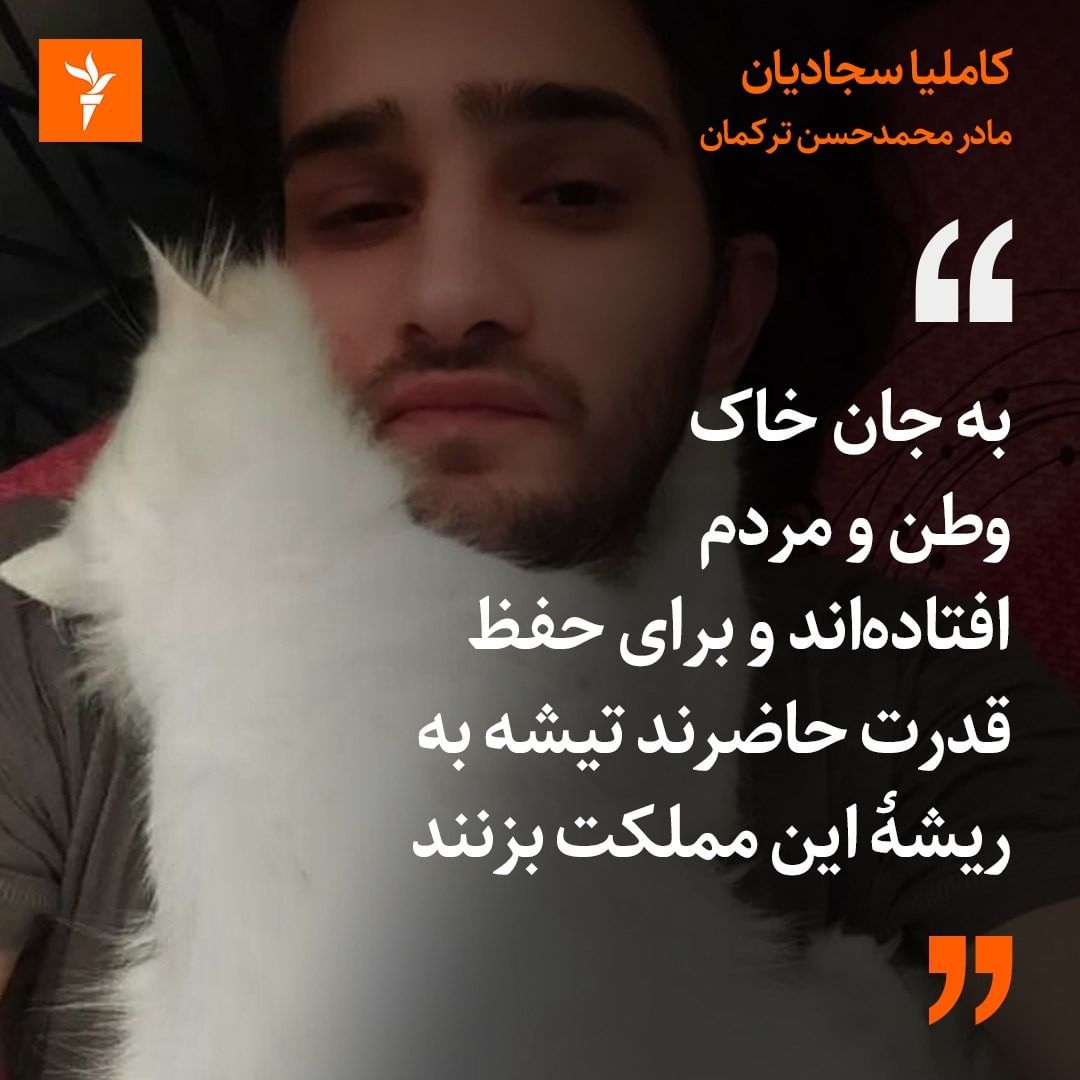 کاملیا سجادیان
مادر محمدحسن ترکمان
“
به جان خاک
وطن و مردم
افتاده‌اند و برای حفظ
قدرت حاضرند تیشه به
ریشهٔ این مملکت بزنند
”